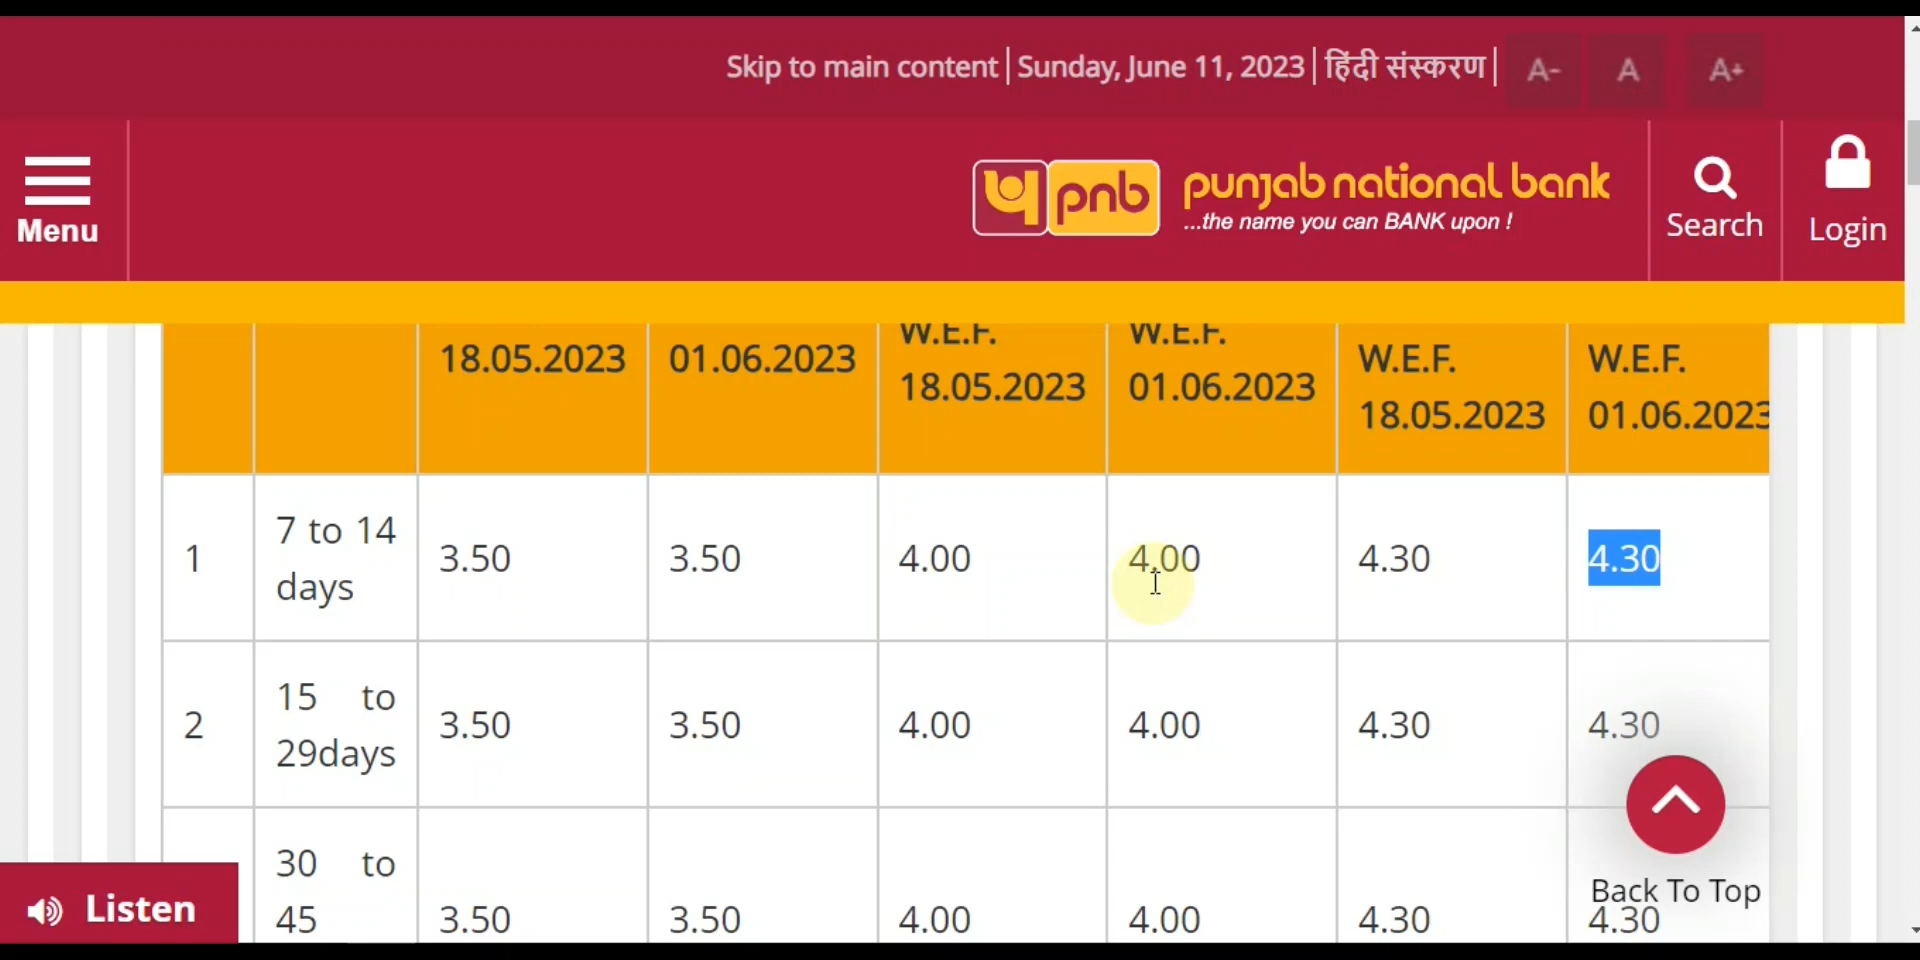 Skip to main content | Sunday, June 11, 2023 | हिंदी संस्करण | A- A A+
Menu
प pnb punjab national bank
...the name you can BANK upon !
Search
Login
18.05.2023 01.06.2023 W.E.F. 18.05.2023 W.E.F. 01.06.2023 W.E.F. 18.05.2023 W.E.F. 01.06.2023
1 7 to 14 days 3.50 3.50 4.00 4.00 4.30 4.30
2 15 to 29days 3.50 3.50 4.00 4.00 4.30 4.30
30 to 45 3.50 3.50 4.00 4.00 4.30 4.30
Back To Top
Listen